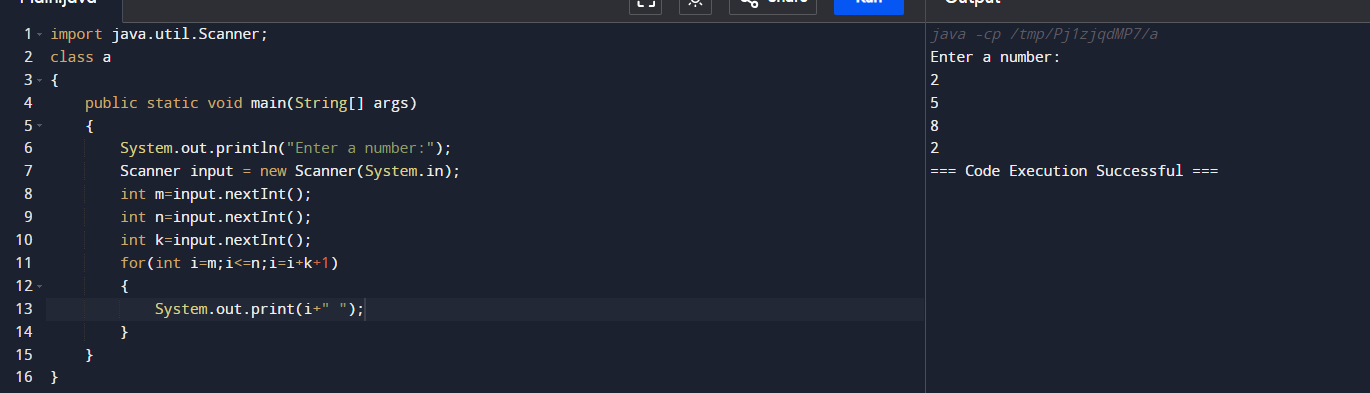 Main.java
Share
Run
Output
1 import java.util.Scanner;
2 class a
3 {
4 public static void main(String[] args)
5 {
6 System.out.println("Enter a number:");
7 Scanner input = new Scanner(System.in);
8 int m=input.nextInt();
9 int n=input.nextInt();
10 int k=input.nextInt();
11 for(int i=m;i<=n;i=i+k+1)
12 {
13 System.out.print(i+" ");
14 }
15 }
16 }
java -cp /tmp/Pj1zjqdMP7/a
Enter a number:
2
5
8
2
=== Code Execution Successful ===